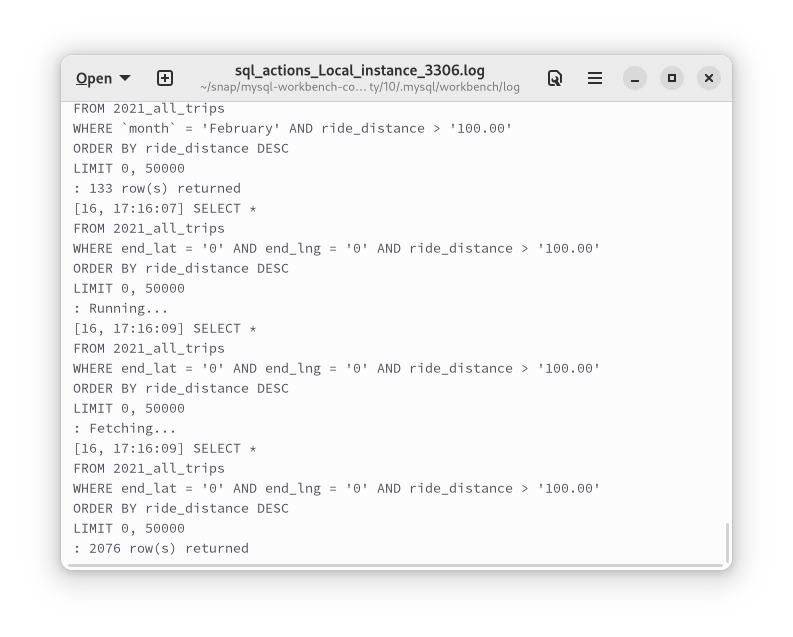 Open
sql_actions_Local_instance_3306.log
~/snap/mysql-workbench-co... ty/10/.mysql/workbench/log
FROM 2021_all_trips
WHERE `month` = 'February' AND ride_distance > '100.00'
ORDER BY ride_distance DESC
LIMIT 0, 50000
: 133 row(s) returned
[16, 17:16:07] SELECT *
FROM 2021_all_trips
WHERE end_lat = '0' AND end_lng = '0' AND ride_distance > '100.00'
ORDER BY ride_distance DESC
LIMIT 0, 50000
: Running...
[16, 17:16:09] SELECT *
FROM 2021_all_trips
WHERE end_lat = '0' AND end_lng = '0' AND ride_distance > '100.00'
ORDER BY ride_distance DESC
LIMIT 0, 50000
: Fetching...
[16, 17:16:09] SELECT *
FROM 2021_all_trips
WHERE end_lat = '0' AND end_lng = '0' AND ride_distance > '100.00'
ORDER BY ride_distance DESC
LIMIT 0, 50000
: 2076 row(s) returned